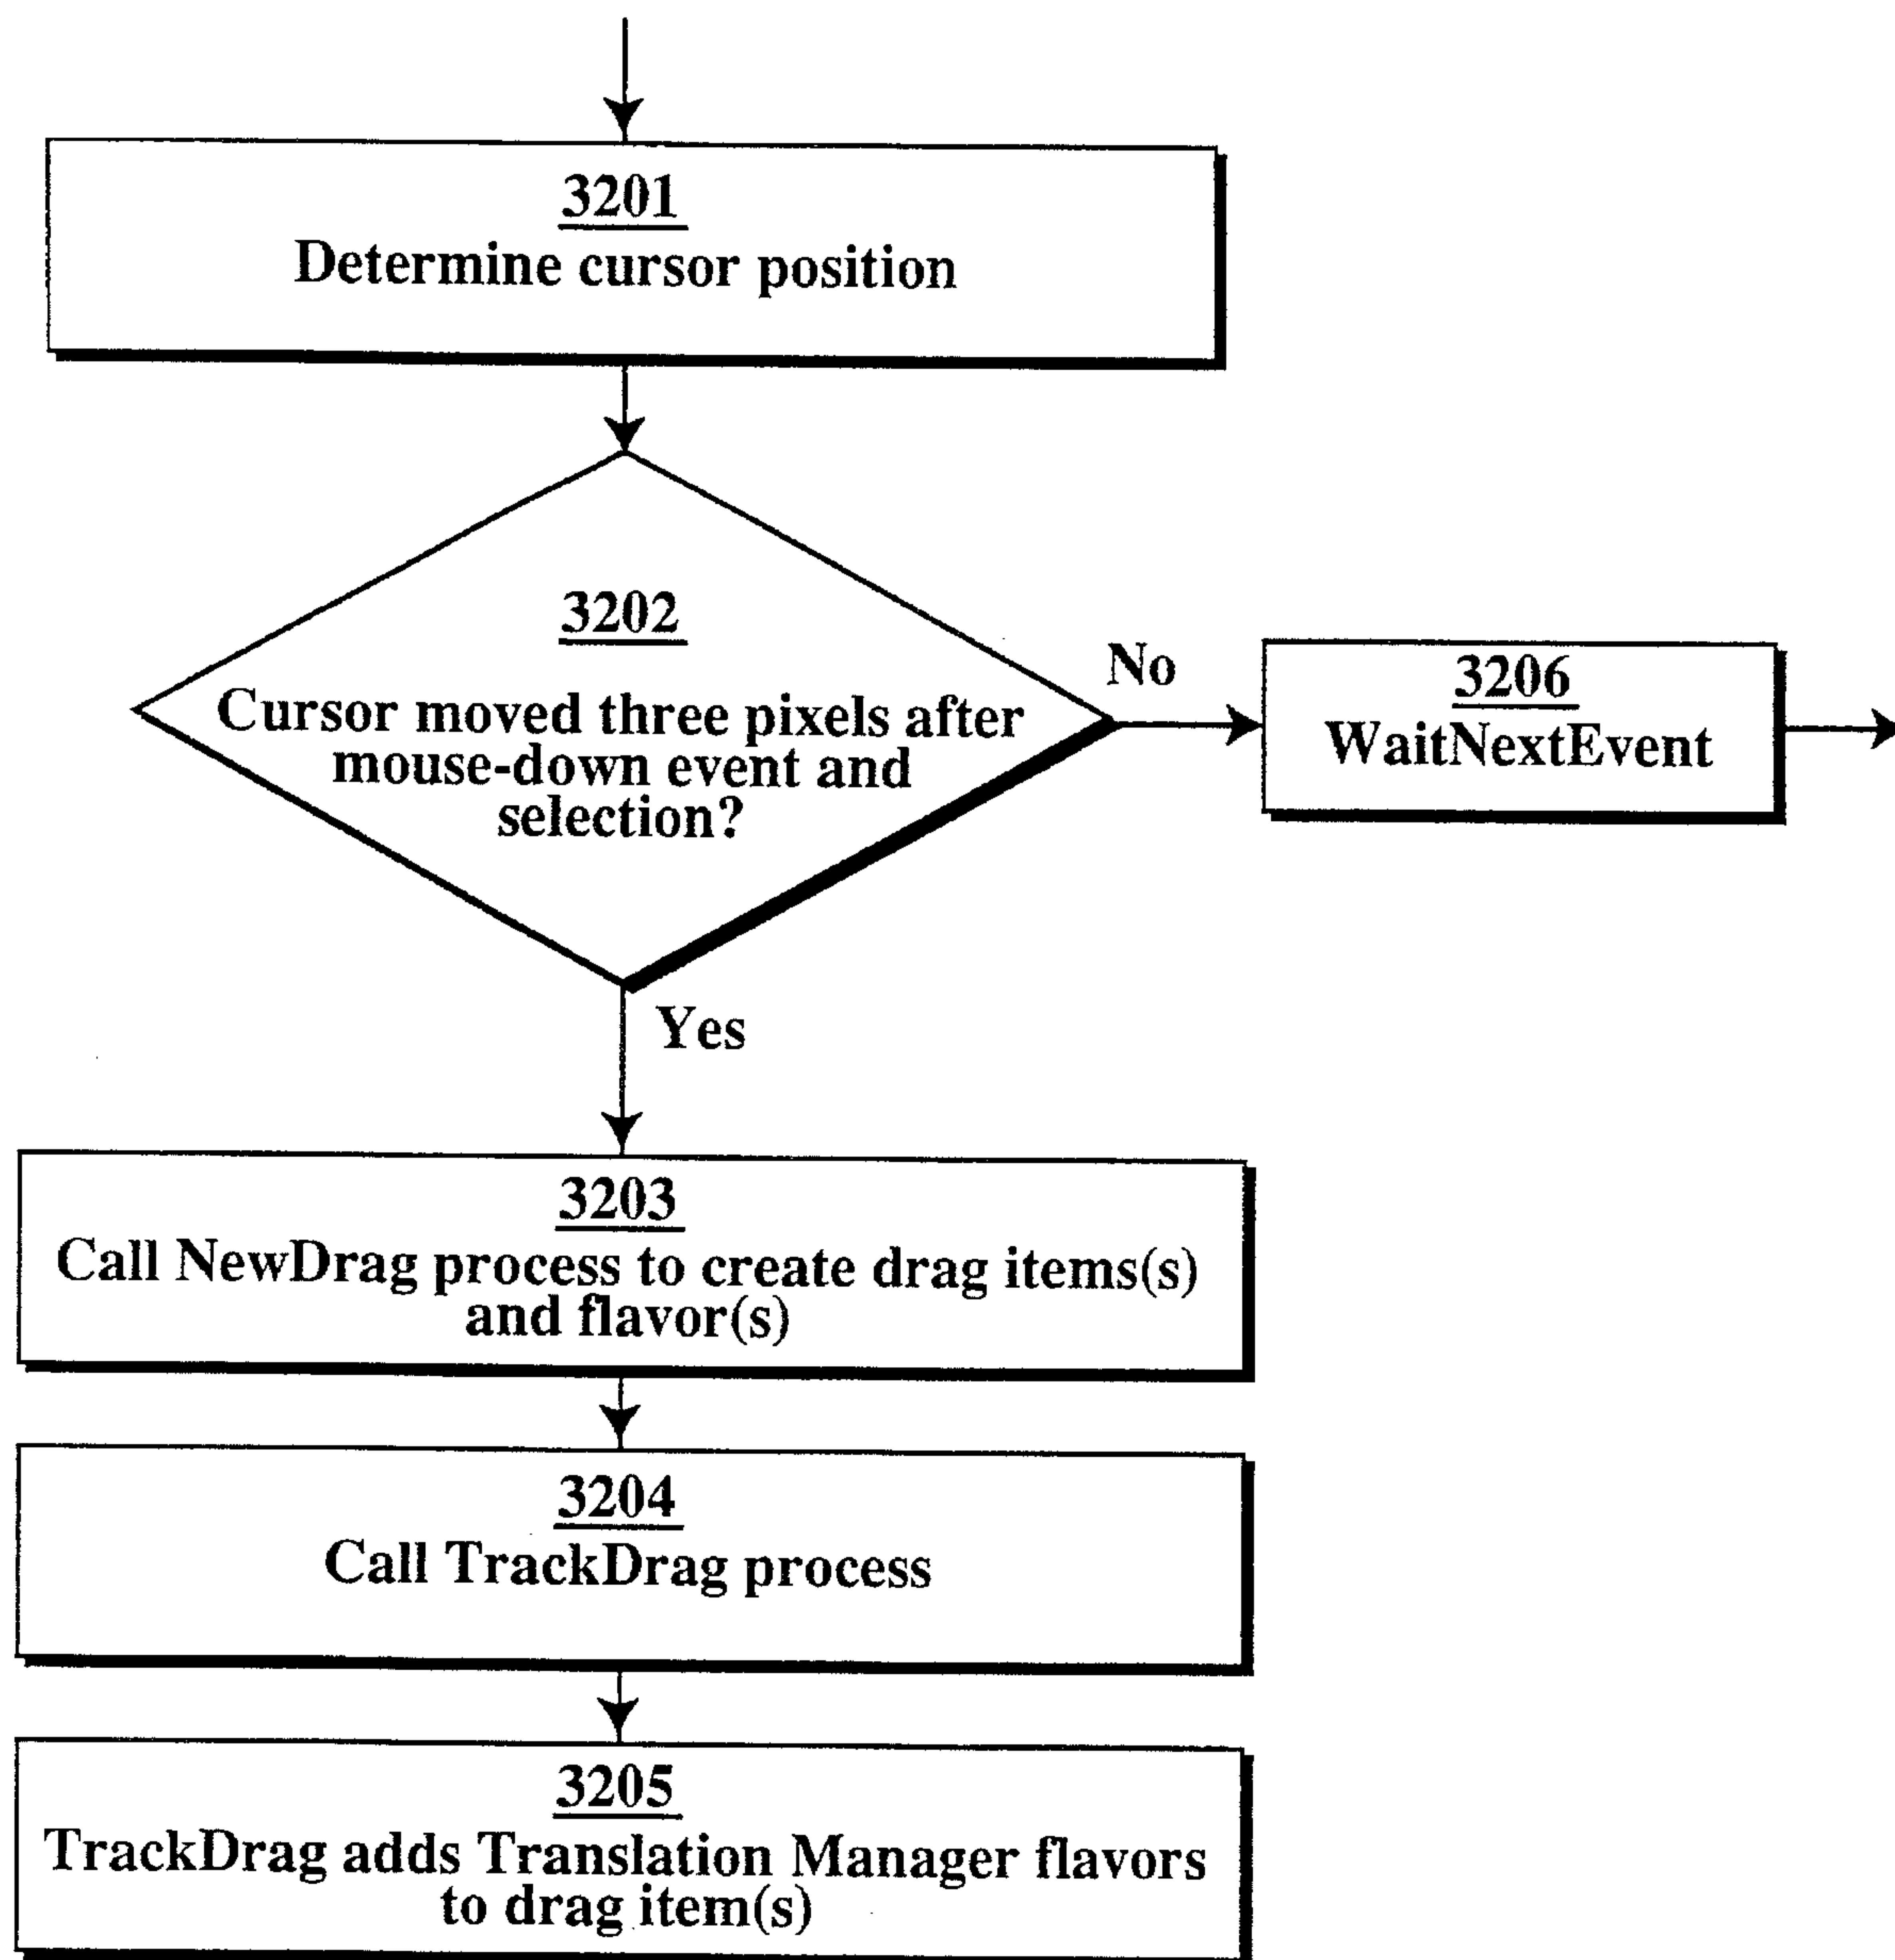 3201
Determine cursor position
3202
Cursor moved three pixels after
mouse-down event and
selection?
No
3206
WaitNextEvent
Yes
3203
Call NewDrag process to create drag items(s)
and flavor(s)
3204
Call TrackDrag process
3205
TrackDrag adds Translation Manager flavors
to drag item(s)